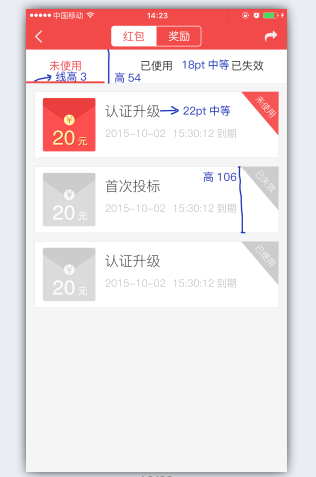 中国移动 14:23
红包 奖励
未使用 已使用 18pt 中等 已失效
线高 3 高 54
未使用
认证升级 22pt 中等
¥
20 元
2015-10-02 15:30:12 到期
已失效
首次投标 高 106
¥
20 元
2015-10-02 15:30:12 到期
已使用
认证升级
¥
20 元
2015-10-02 15:30:12 到期